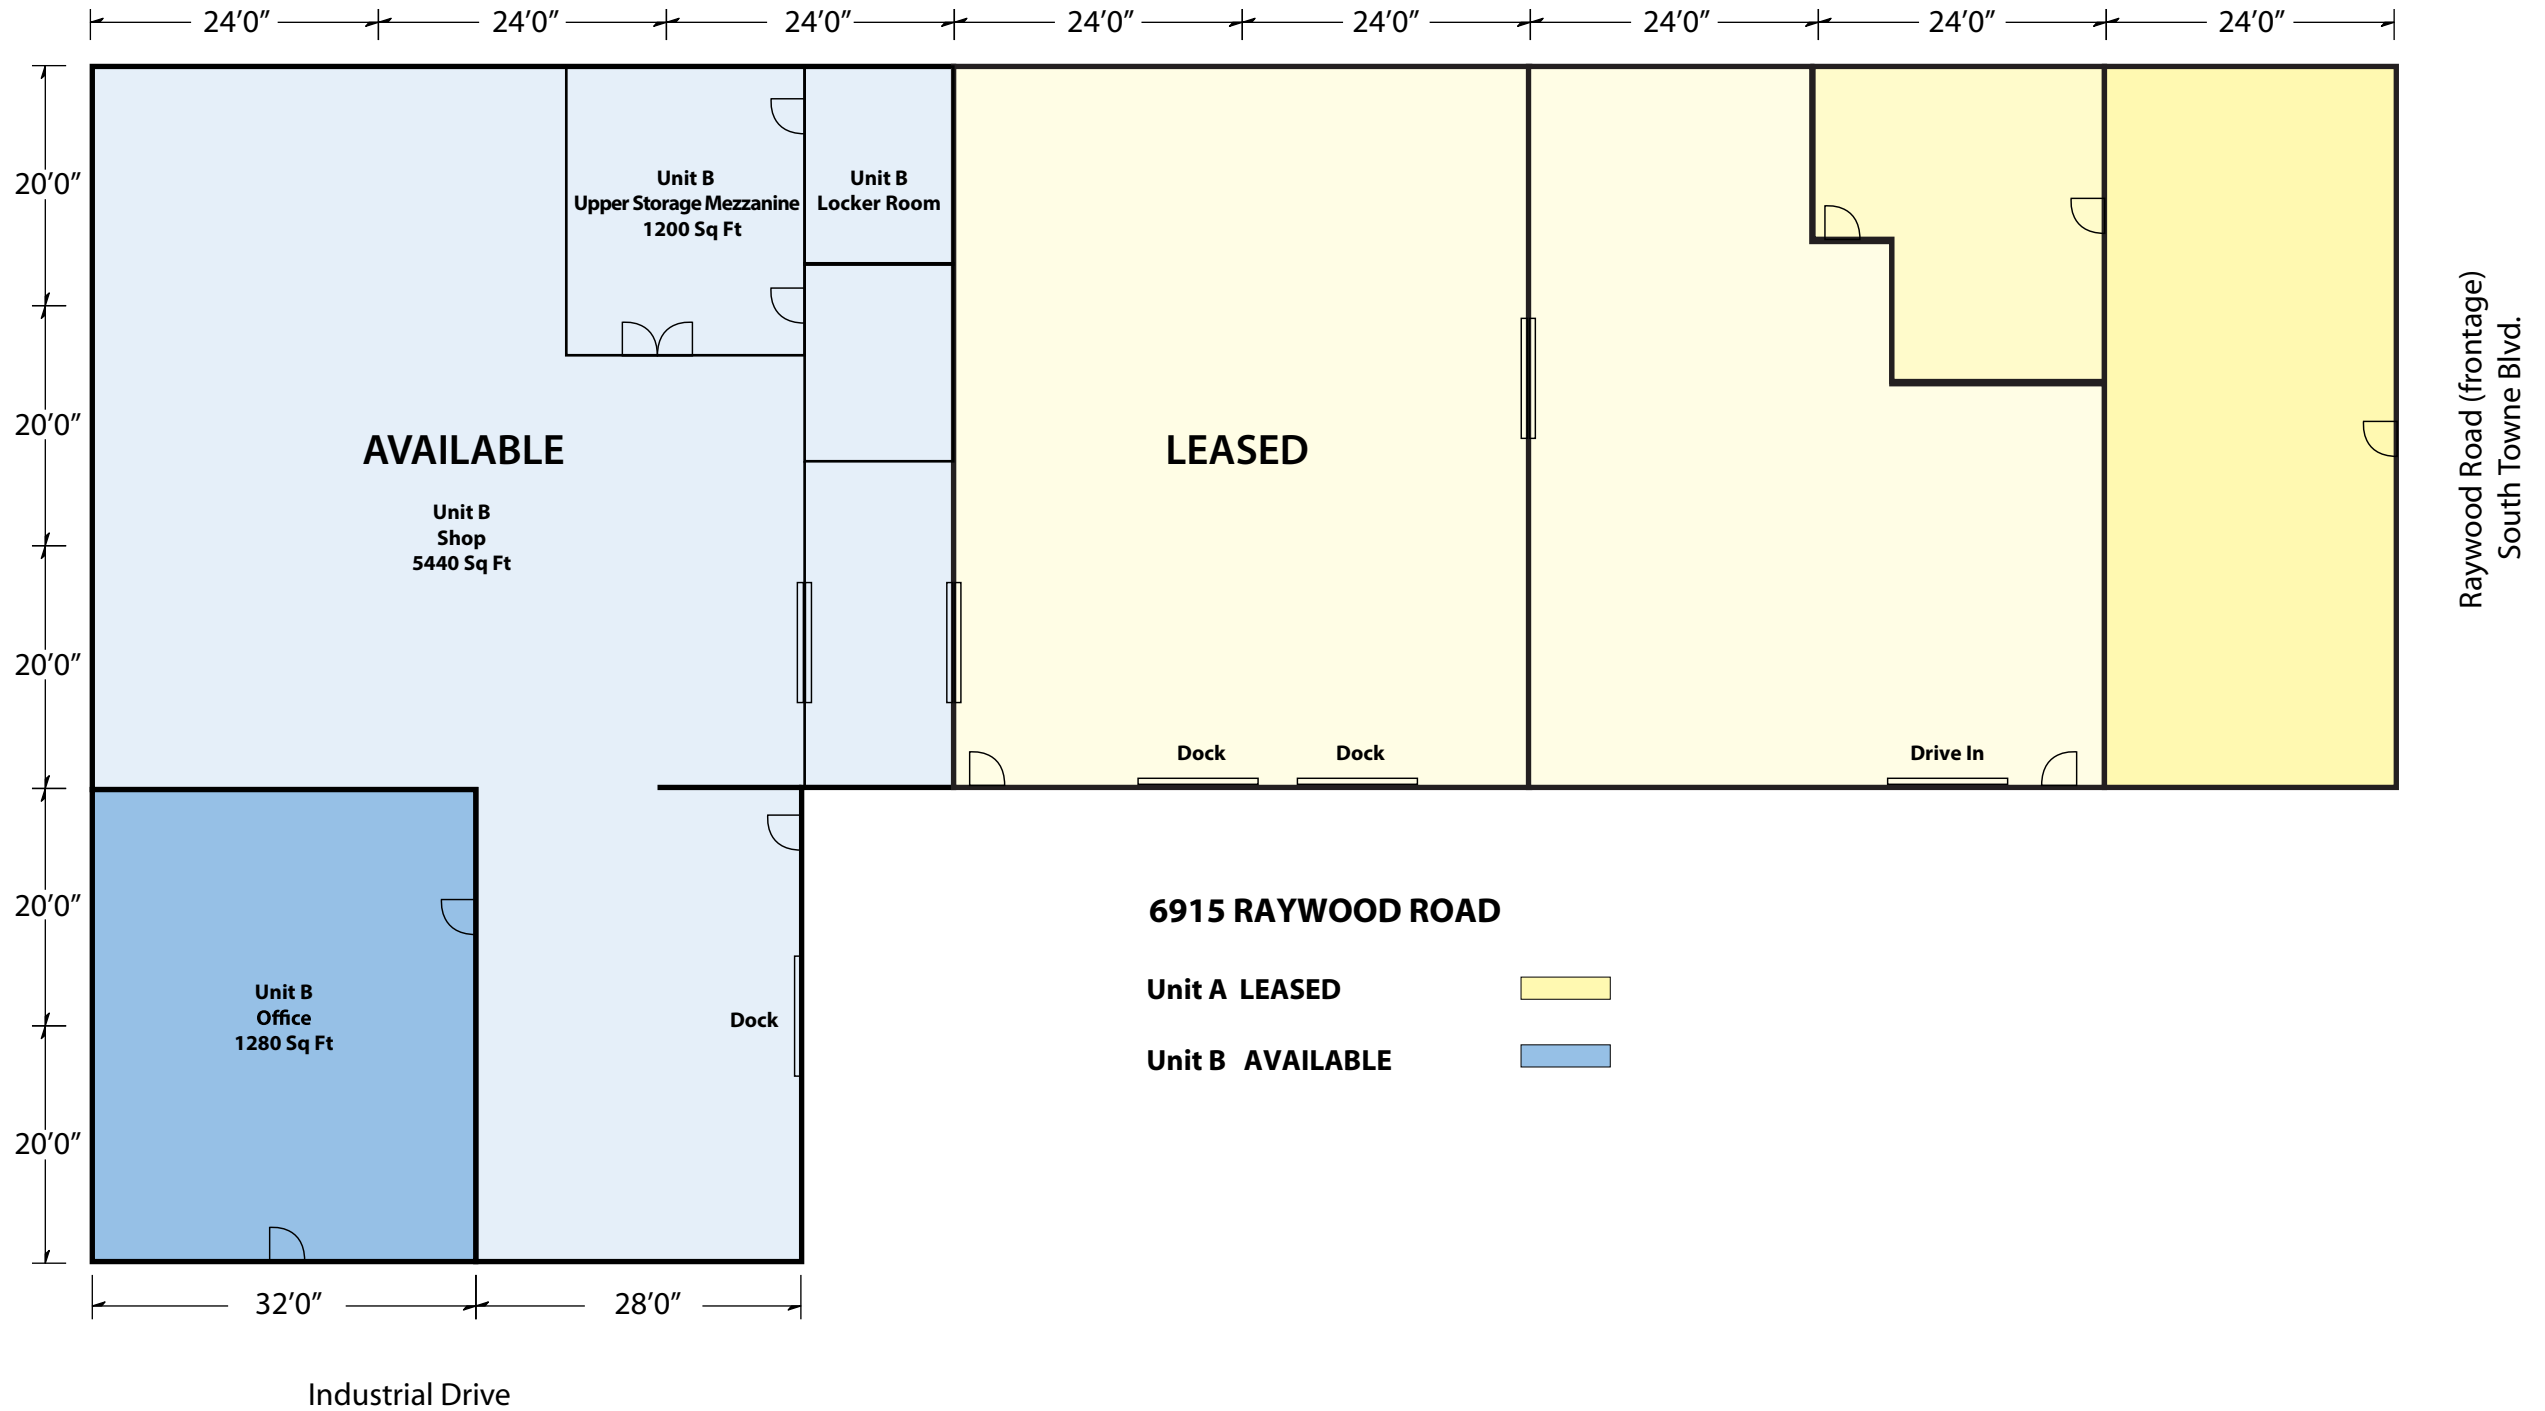 24’0” 24’0” 24’0” 24’0” 24’0” 24’0” 24’0” 24’0”
20’0”
20’0”
20’0”
20’0”
20’0”
Unit B
Upper Storage Mezzanine
1200 Sq Ft
Unit B
Locker Room
AVAILABLE
Unit B
Shop
5440 Sq Ft
LEASED
Dock
Dock
Drive In
Raywood Road (frontage)
South Towne Blvd.
Unit B
Office
1280 Sq Ft
Dock
6915 RAYWOOD ROAD
Unit A LEASED
Unit B AVAILABLE
32’0” 28’0”
Industrial Drive